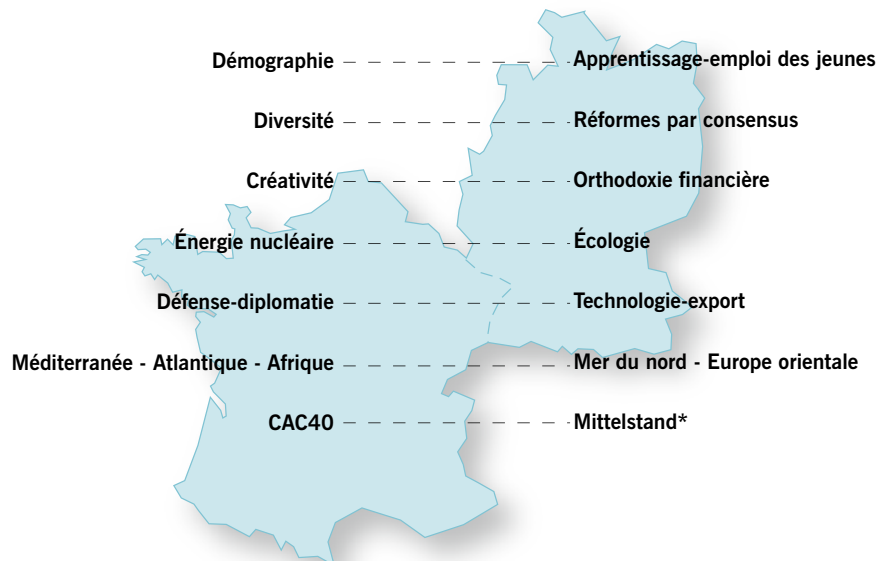 Démographie Apprentissage-emploi des jeunes
Diversité Réformes par consensus
Créativité Orthodoxie financière
Énergie nucléaire Écologie
Défense-diplomatie Technologie-export
Méditerranée - Atlantique - Afrique Mer du nord - Europe orientale
CAC40 Mittelstand*